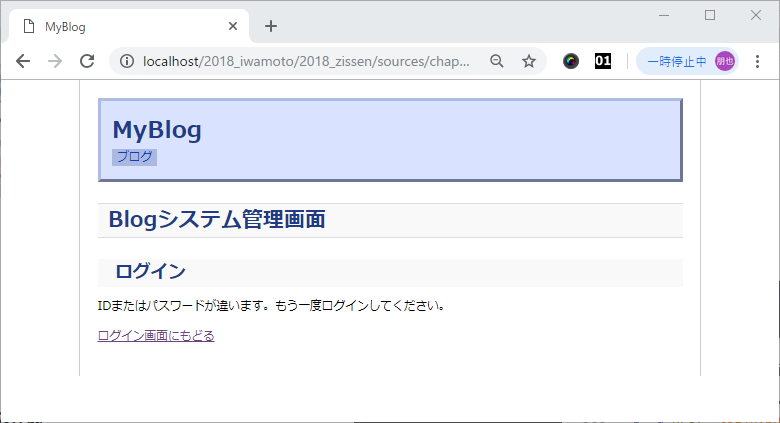 MyBlog
localhost/2018_iwamoto/2018_zissen/sources/chap...
01
一時停止中
朋也
MyBlog
ブログ
Blogシステム管理画面
ログイン
IDまたはパスワードが違います。もう一度ログインしてください。
ログイン画面にもどる